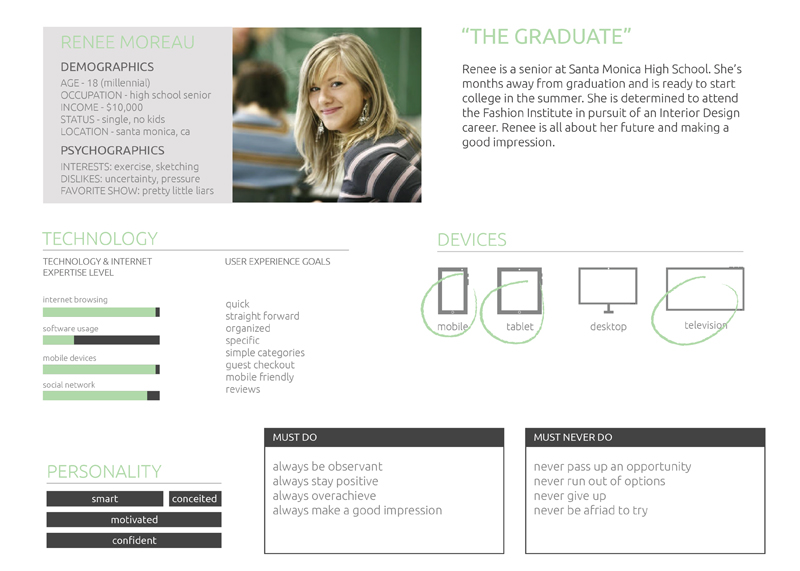 RENEE MOREAU
DEMOGRAPHICS
AGE - 18 (millennial)
OCCUPATION - high school senior
INCOME - $10,000
STATUS - single, no kids
LOCATION - santa monica, ca
PSYCHOGRAPHICS
INTERESTS: exercise, sketching
DISLIKES: uncertainty, pressure
FAVORITE SHOW: pretty little liars
“THE GRADUATE”
Renee is a senior at Santa Monica High School. She’s
months away from graduation and is ready to start
college in the summer. She is determined to attend
the Fashion Institute in pursuit of an Interior Design
career. Renee is all about her future and making a
good impression.
TECHNOLOGY
TECHNOLOGY & INTERNET
EXPERTISE LEVEL
internet browsing
software usage
mobile devices
social network
USER EXPERIENCE GOALS
quick
straight forward
organized
specific
simple categories
guest checkout
mobile friendly
reviews
DEVICES
mobile
tablet
desktop
television
PERSONALITY
smart
conceited
motivated
confident
MUST DO
always be observant
always stay positive
always overachieve
always make a good impression
MUST NEVER DO
never pass up an opportunity
never run out of options
never give up
never be afriad to try